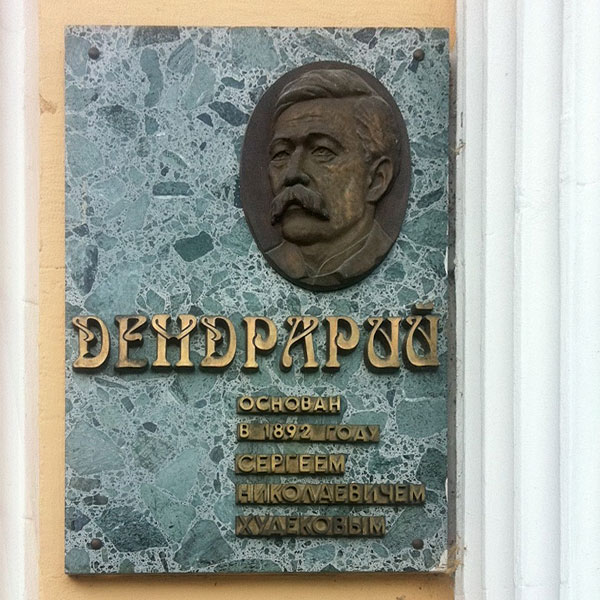 ДЕНДРАРИЙ
ОСНОВАН
В 1892 ГОДУ
СЕРГЕЕМ
НИКОЛАЕВИЧЕМ
ХУДЕКОВЫМ